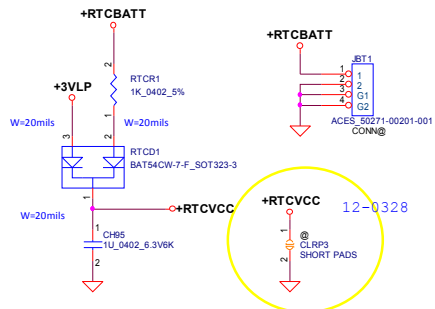 +RTCBATT
2
RTCR1
1K_0402_5%
1
+3VLP
W=20mils
W=20mils
3
2
RTCD1
BAT54CW-7-F_SOT323-3
1
W=20mils
+RTCVCC
1
CH95
1U_0402_6.3V6K
2
+RTCBATT
JBT1
1 1
2 2
3 G1
4 G2
ACES_50271-00201-001
CONN@
+RTCVCC
12-0328
1
@
CLRP3
SHORT PADS
2